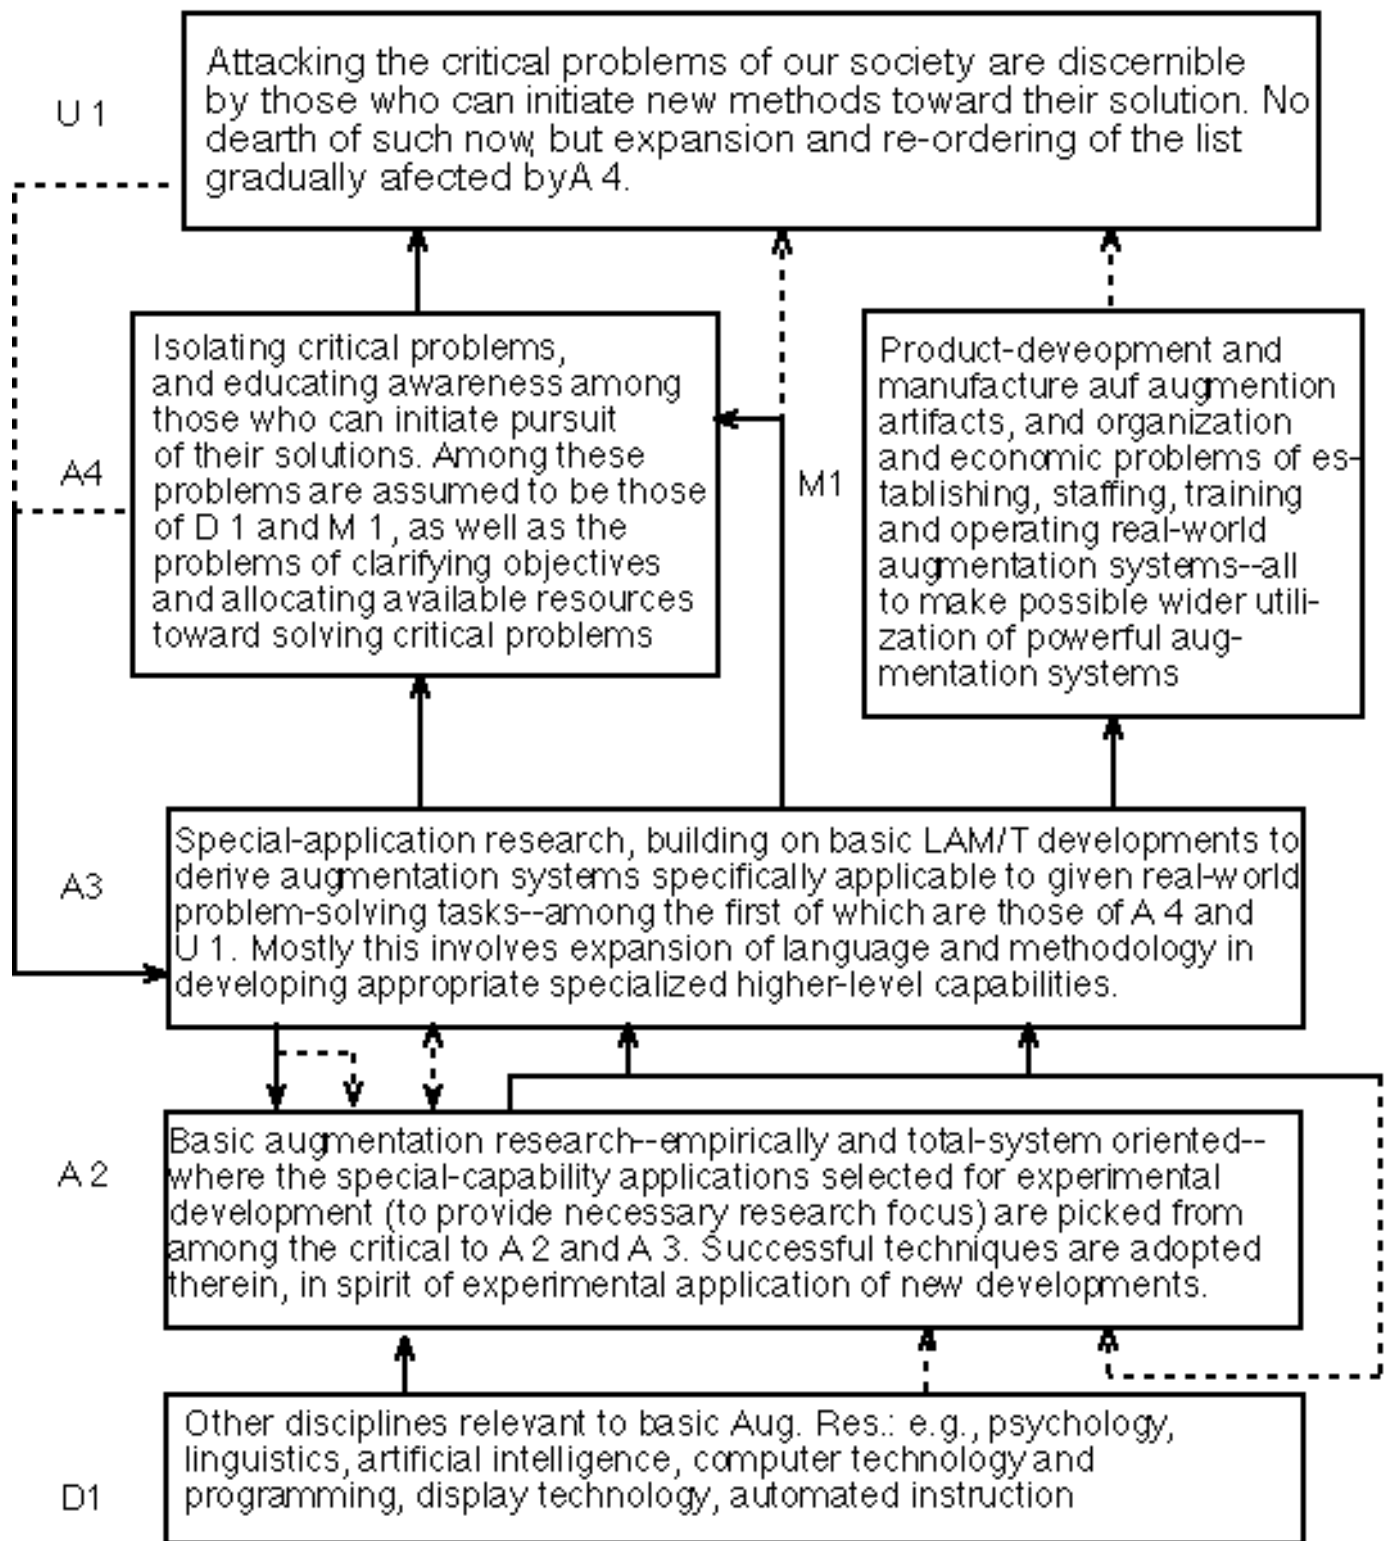 U 1
Attacking the critical problems of our society are discernible
by those who can initiate new methods toward their solution. No
dearth of such now, but expansion and re-ordering of the list
gradually afected by A 4.
A4
Isolating critical problems,
and educating awareness among
those who can initiate pursuit
of their solutions. Among these
problems are assumed to be those
of D 1 and M 1, as well as the
problems of clarifying objectives
and allocating available resources
toward solving critical problems
M1
Product-deveopment and
manufacture auf augmention
artifacts, and organization
and economic problems of es-
tablishing, staffing, training
and operating real-world
augmentation systems--all
to make possible wider utili-
zation of powerful aug-
mentation systems
A3
Special-application research, building on basic LAM/T developments to
derive augmentation systems specifically applicable to given real-world
problem-solving tasks--among the first of which are those of A 4 and
U 1. Mostly this involves expansion of language and methodology in
developing appropriate specialized higher-level capabilities.
A 2
Basic augmentation research--empirically and total-system oriented--
where the special-capability applications selected for experimental
development (to provide necessary research focus) are picked from
among the critical to A 2 and A 3. Successful techniques are adopted
therein, in spirit of experimental application of new developments.
D1
Other disciplines relevant to basic Aug. Res.: e.g., psychology,
linguistics, artificial intelligence, computer technology and
programming, display technology, automated instruction